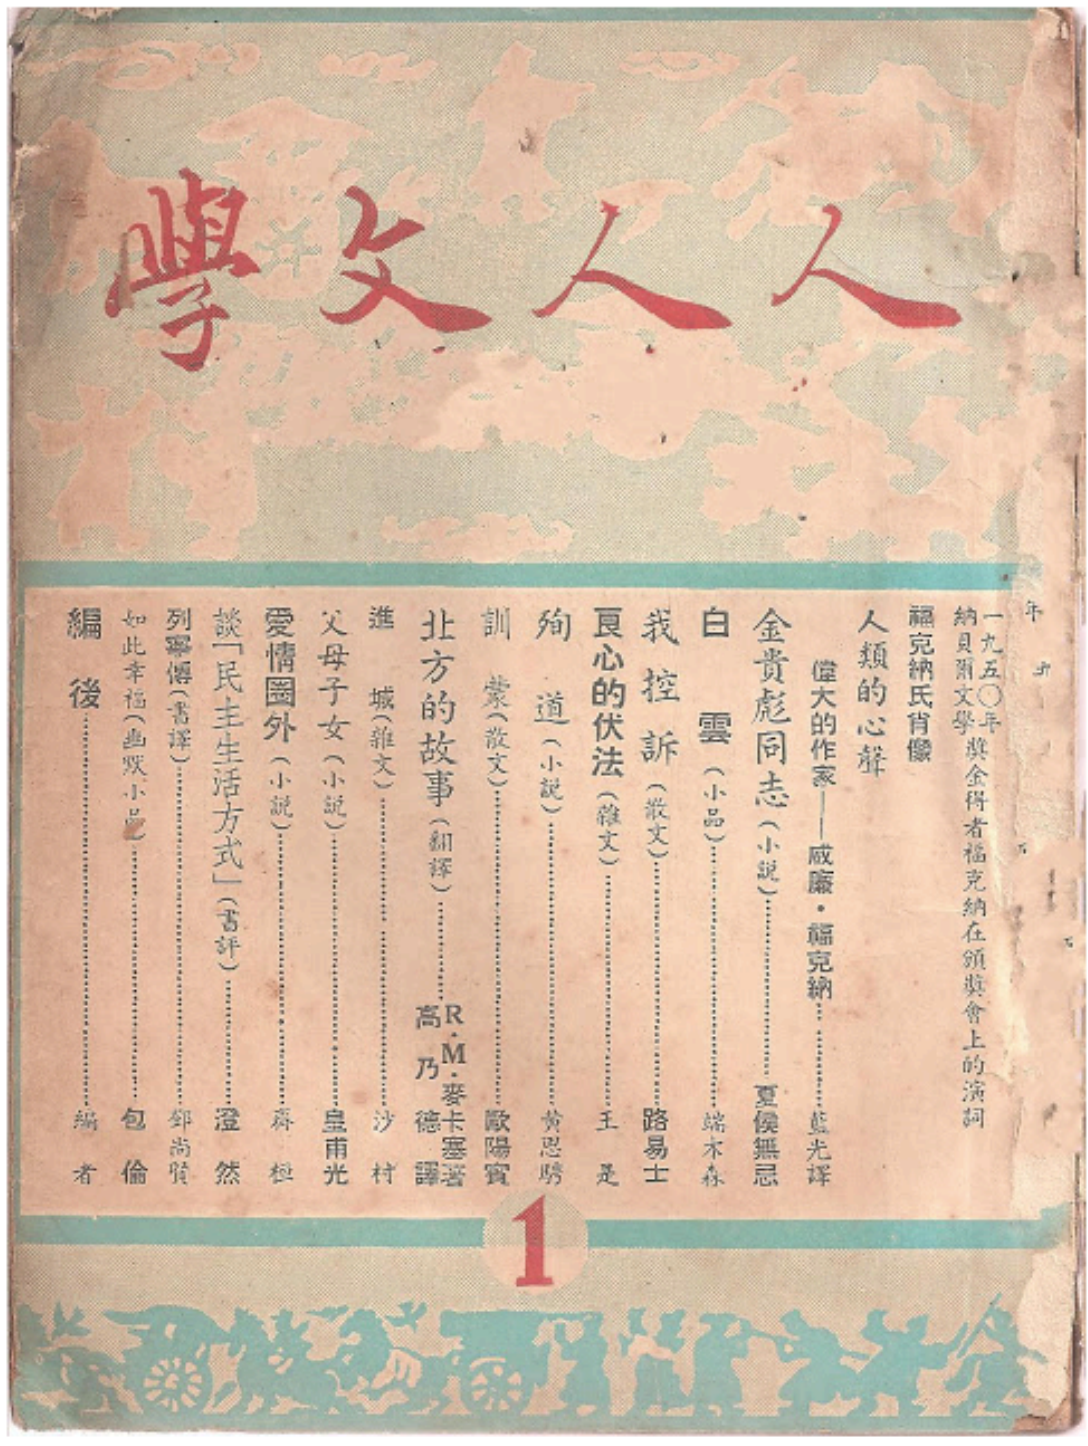 人人文學
一九五〇年
納貝爾文學獎金得者福克納在頒獎會上的演詞
福克納氏肖像
人類的心聲
偉大的作家——威廉·福克納……藍光譯
金貴彪同志(小説)……夏侯無忌
白雲(小品)……端木森
我控訴(散文)……路易士
良心的伏法(雜文)……王是
殉道(小説)……黄思騁
訓蒙(散文)……歐陽賓
北方的故事(翻譯)……R·M·麥卡塞著
高乃德譯
進城(雜文)……沙村
父母子女(小説)……皇甫光
愛情圈外(小説)……齊桓
談「民主生活方式」(書評)……澄然
列寧傳(書譯)……鄧尚賢
如此幸福(幽默小品)……包倫
編後……編者
1